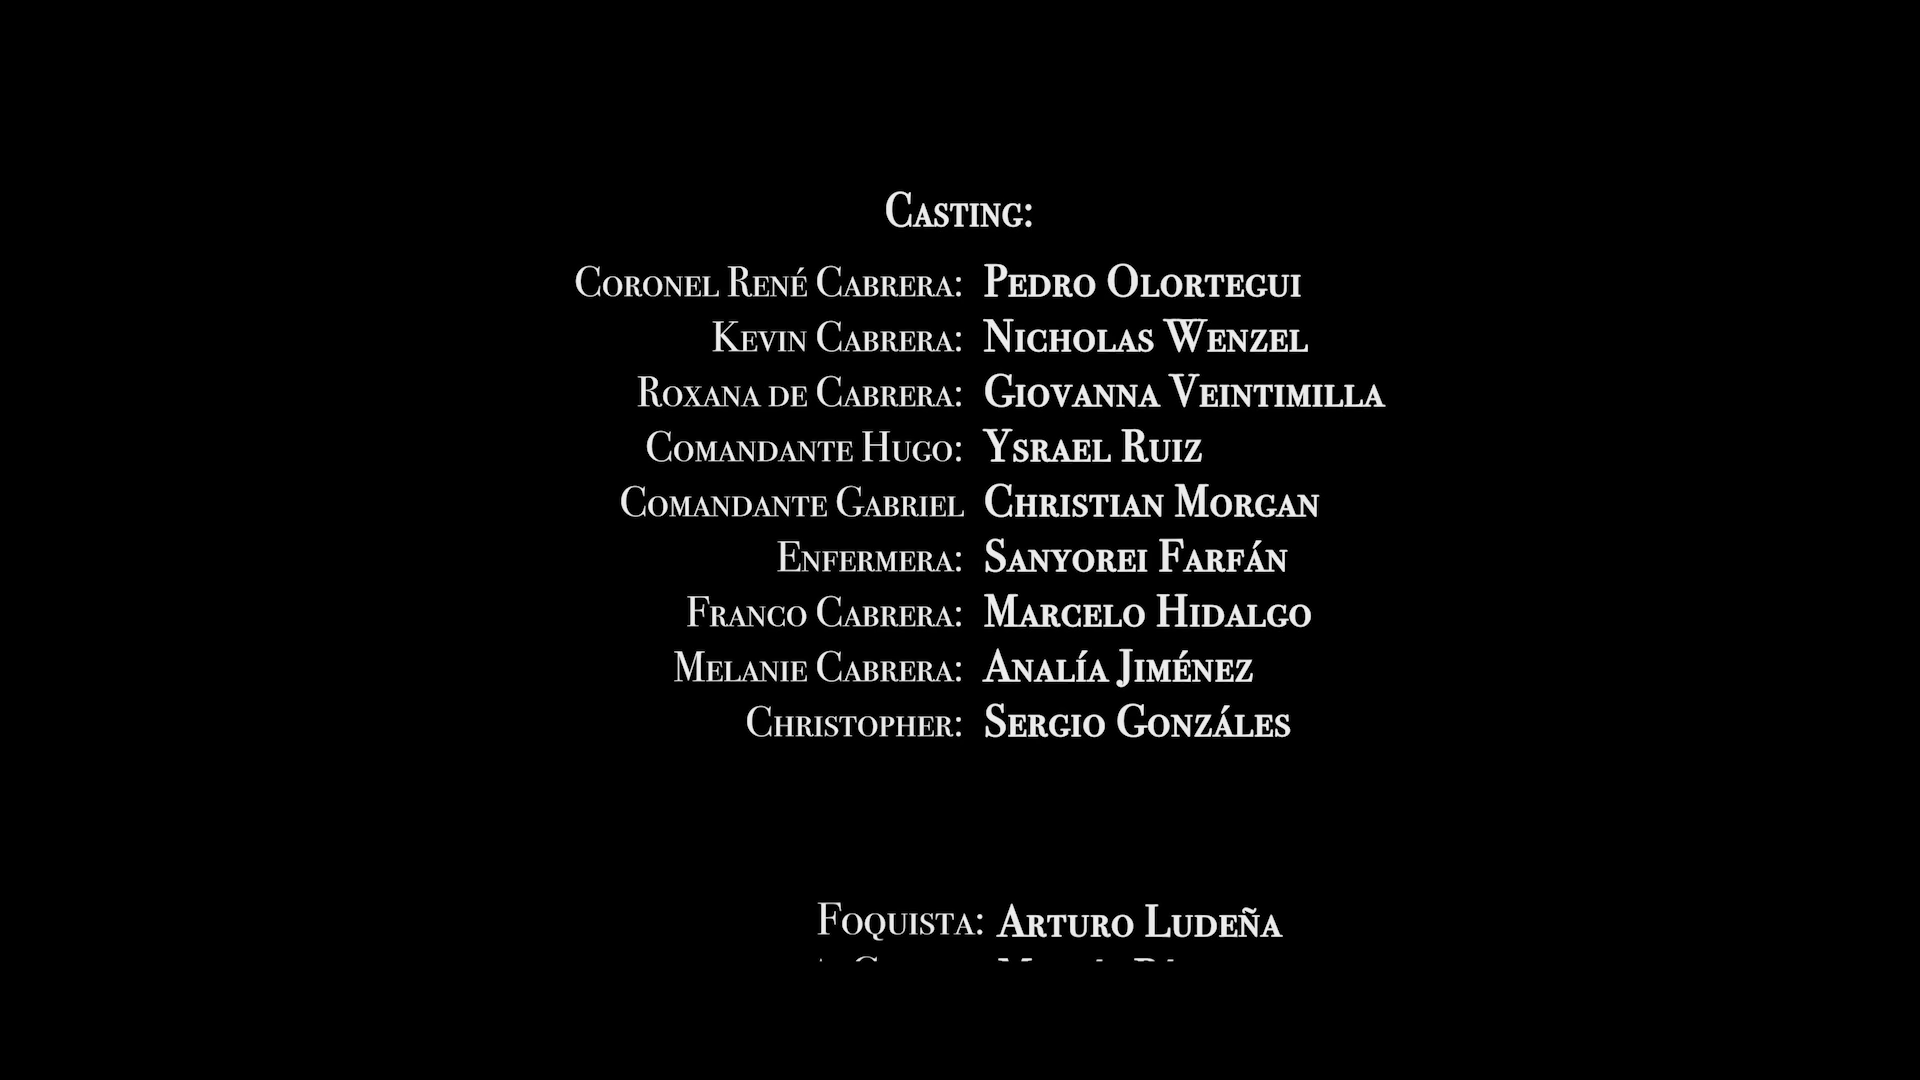 Casting:
Coronel René Cabrera: Pedro Olortegui
Kevin Cabrera: Nicholas Wenzel
Roxana de Cabrera: Giovanna Veintimilla
Comandante Hugo: Ysrael Ruiz
Comandante Gabriel Christian Morgan
Enfermera: Sanyorei Farfán
Franco Cabrera: Marcelo Hidalgo
Melanie Cabrera: Analía Jiménez
Christopher: Sergio Gonzáles
Foquista: Arturo Ludeña